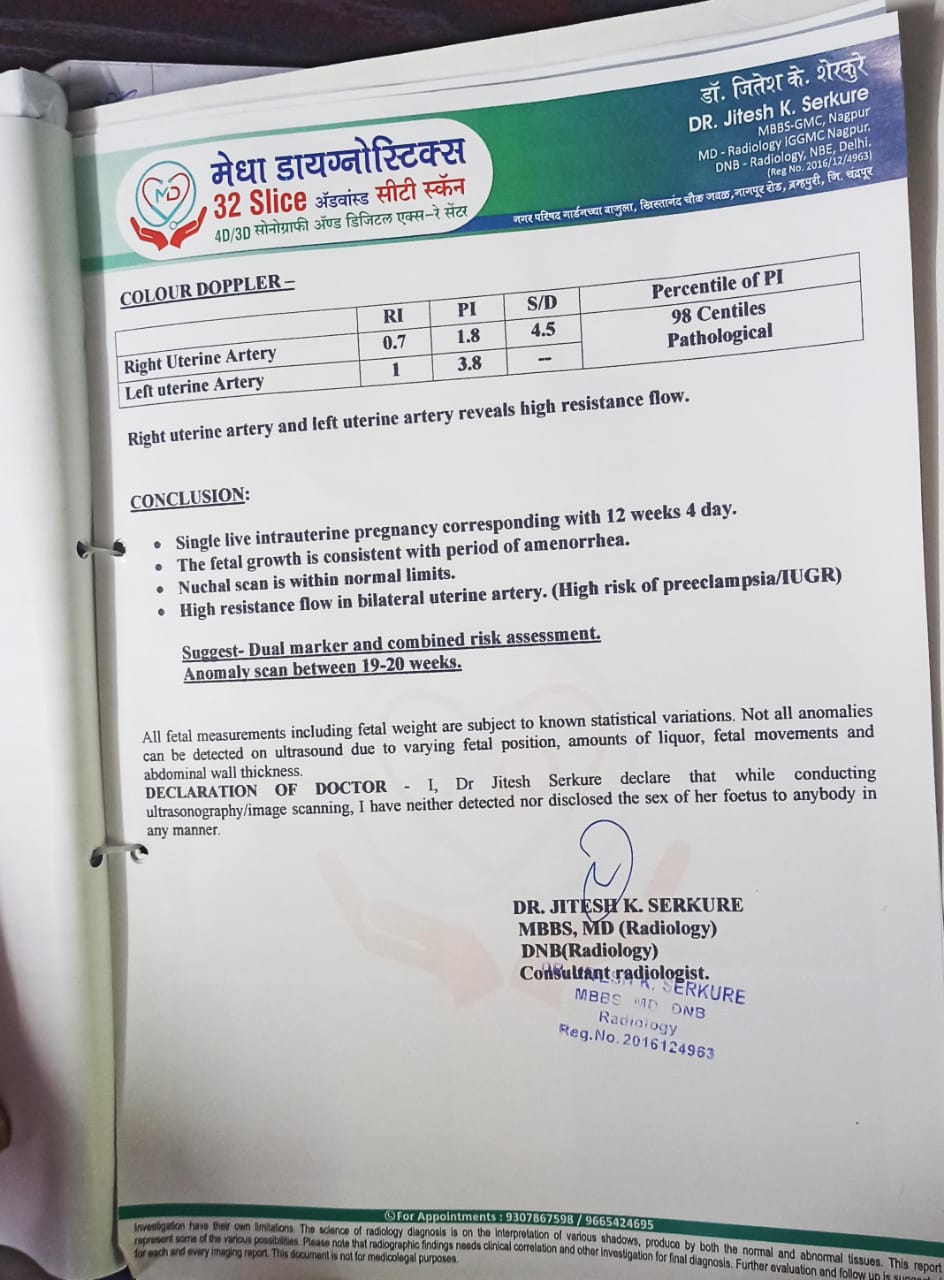 डॉ. जितेश के. शेरकुरे
DR. Jitesh K. Serkure
MBBS-GMC, Nagpur
MD - Radiology IGGMC Nagpur.
DNB - Radiology, NBE, Delhi.
(Reg No. 2016/12/4963)
नगर परिषद गार्डनच्या बाजुला, ख्रिस्तानंद चौक जवळ, नागपूर रोड, ब्रम्हपुरी, जि. चंद्रपूर
MD
मेधा डायग्नोस्टिक्स
32 Slice ॲडवांस्ड सीटी स्कॅन
4D/3D सोनोग्राफी ॲण्ड डिजिटल एक्स-रे सेंटर
COLOUR DOPPLER –
RI PI S/D Percentile of PI
Right Uterine Artery 0.7 1.8 4.5 98 Centiles
Left uterine Artery 1 3.8 -- Pathological
Right uterine artery and left uterine artery reveals high resistance flow.
CONCLUSION:
• Single live intrauterine pregnancy corresponding with 12 weeks 4 day.
• The fetal growth is consistent with period of amenorrhea.
• Nuchal scan is within normal limits.
• High resistance flow in bilateral uterine artery. (High risk of preeclampsia/IUGR)
Suggest- Dual marker and combined risk assessment.
Anomaly scan between 19-20 weeks.
All fetal measurements including fetal weight are subject to known statistical variations. Not all anomalies
can be detected on ultrasound due to varying fetal position, amounts of liquor, fetal movements and
abdominal wall thickness.
DECLARATION OF DOCTOR - I, Dr Jitesh Serkure declare that while conducting
ultrasonography/image scanning, I have neither detected nor disclosed the sex of her foetus to anybody in
any manner.
DR. JITESH K. SERKURE
MBBS, MD (Radiology)
DNB(Radiology)
Consultant radiologist.
K. SERKURE
MBBS MD DNB
Radiology
Reg.No. 2016124963
For Appointments : 9307867598 / 9665424695
Investigation have their own limitations. The science of radiology diagnosis is on the interpretation of various shadows, produce by both the normal and abnormal tissues. This report
represent some of the various possibilities. Please note that radiographic findings needs clinical correlation and other investigation for final diagnosis. Further evaluation and follow up is
for each and every imaging report. This document is not for medicolegal purposes.